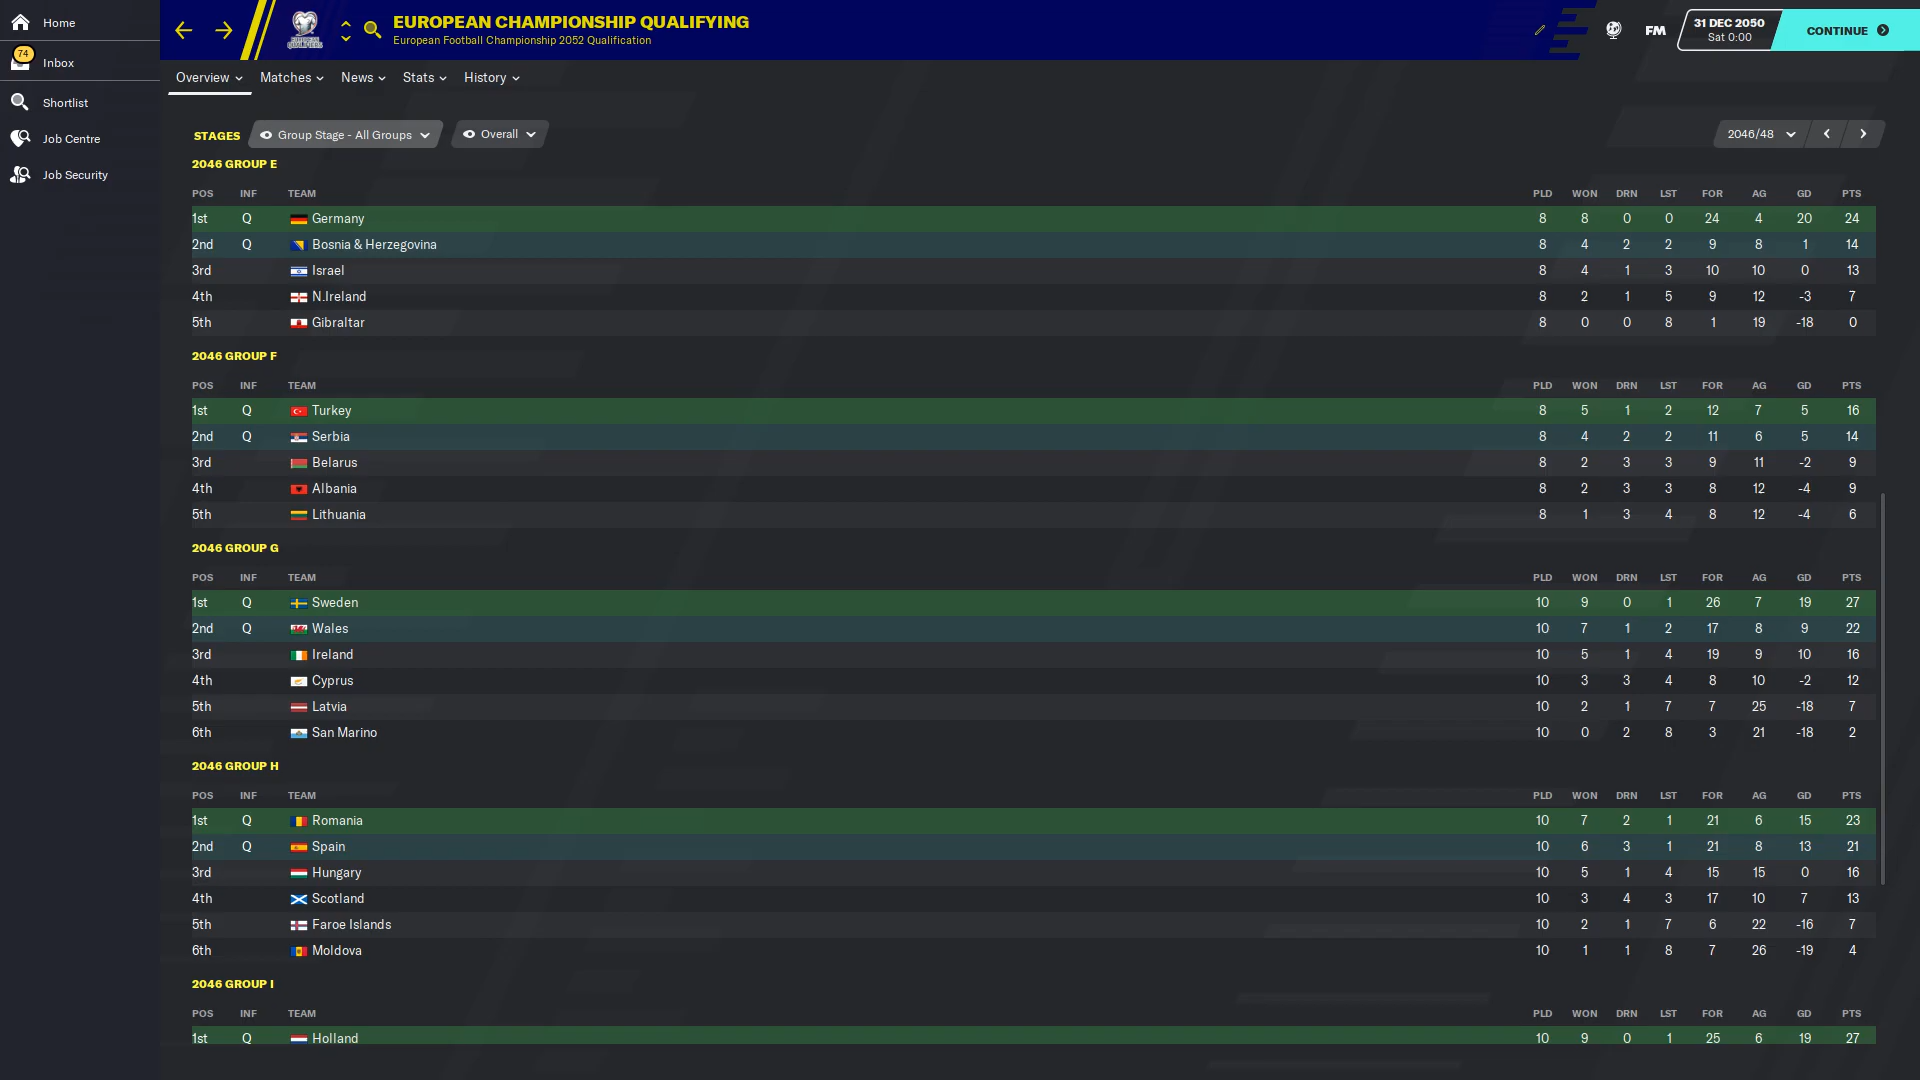 Home
74
Inbox
Shortlist
Job Centre
Job Security
EUROPEAN CHAMPIONSHIP QUALIFYING
European Football Championship 2052 Qualification
FM
31 DEC 2050
Sat 0:00
CONTINUE
Overview Matches News Stats History
STAGES Group Stage - All Groups Overall 2046/48
2046 GROUP E
POS INF TEAM PLD WON DRN LST FOR AG GD PTS
1st Q Germany 8 8 0 0 24 4 20 24
2nd Q Bosnia & Herzegovina 8 4 2 2 9 8 1 14
3rd Israel 8 4 1 3 10 10 0 13
4th N.Ireland 8 2 1 5 9 12 -3 7
5th Gibraltar 8 0 0 8 1 19 -18 0
2046 GROUP F
POS INF TEAM PLD WON DRN LST FOR AG GD PTS
1st Q Turkey 8 5 1 2 12 7 5 16
2nd Q Serbia 8 4 2 2 11 6 5 14
3rd Belarus 8 2 3 3 9 11 -2 9
4th Albania 8 2 3 3 8 12 -4 9
5th Lithuania 8 1 3 4 8 12 -4 6
2046 GROUP G
POS INF TEAM PLD WON DRN LST FOR AG GD PTS
1st Q Sweden 10 9 0 1 26 7 19 27
2nd Q Wales 10 7 1 2 17 8 9 22
3rd Ireland 10 5 1 4 19 9 10 16
4th Cyprus 10 3 3 4 8 10 -2 12
5th Latvia 10 2 1 7 7 25 -18 7
6th San Marino 10 0 2 8 3 21 -18 2
2046 GROUP H
POS INF TEAM PLD WON DRN LST FOR AG GD PTS
1st Q Romania 10 7 2 1 21 6 15 23
2nd Q Spain 10 6 3 1 21 8 13 21
3rd Hungary 10 5 1 4 15 15 0 16
4th Scotland 10 3 4 3 17 10 7 13
5th Faroe Islands 10 2 1 7 6 22 -16 7
6th Moldova 10 1 1 8 7 26 -19 4
2046 GROUP I
POS INF TEAM PLD WON DRN LST FOR AG GD PTS
1st Q Holland 10 9 0 1 25 6 19 27